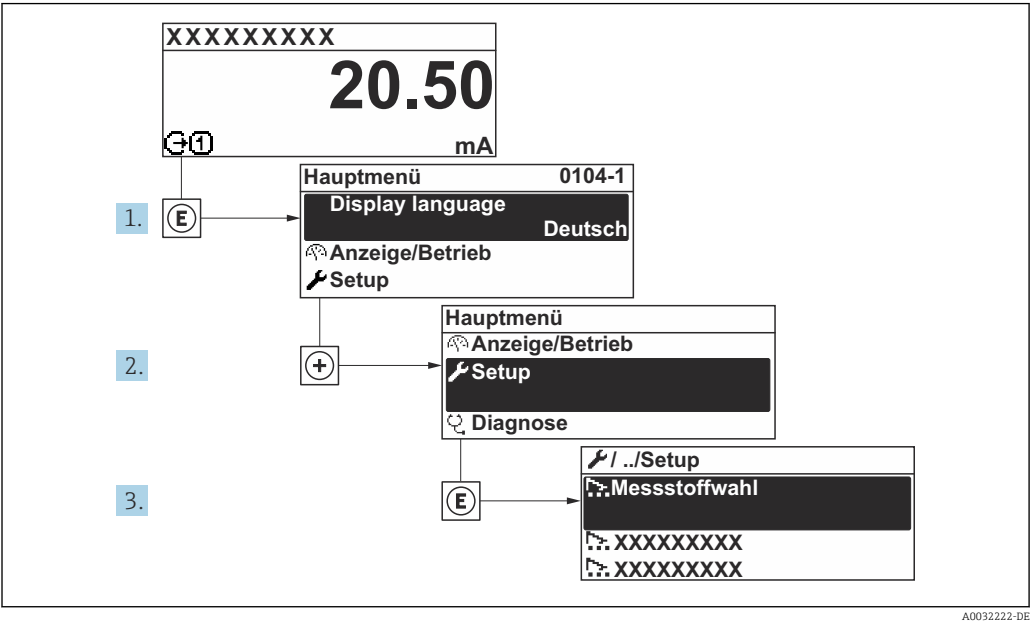 XXXXXXXXX
20.50
1 mA
Hauptmenü 0104-1
Display language
Deutsch
Anzeige/Betrieb
Setup
1. E
Hauptmenü
Anzeige/Betrieb
Setup
Diagnose
2. +
/ ../Setup
Messstoffwahl
XXXXXXXXX
XXXXXXXXX
3. E
A0032222-DE